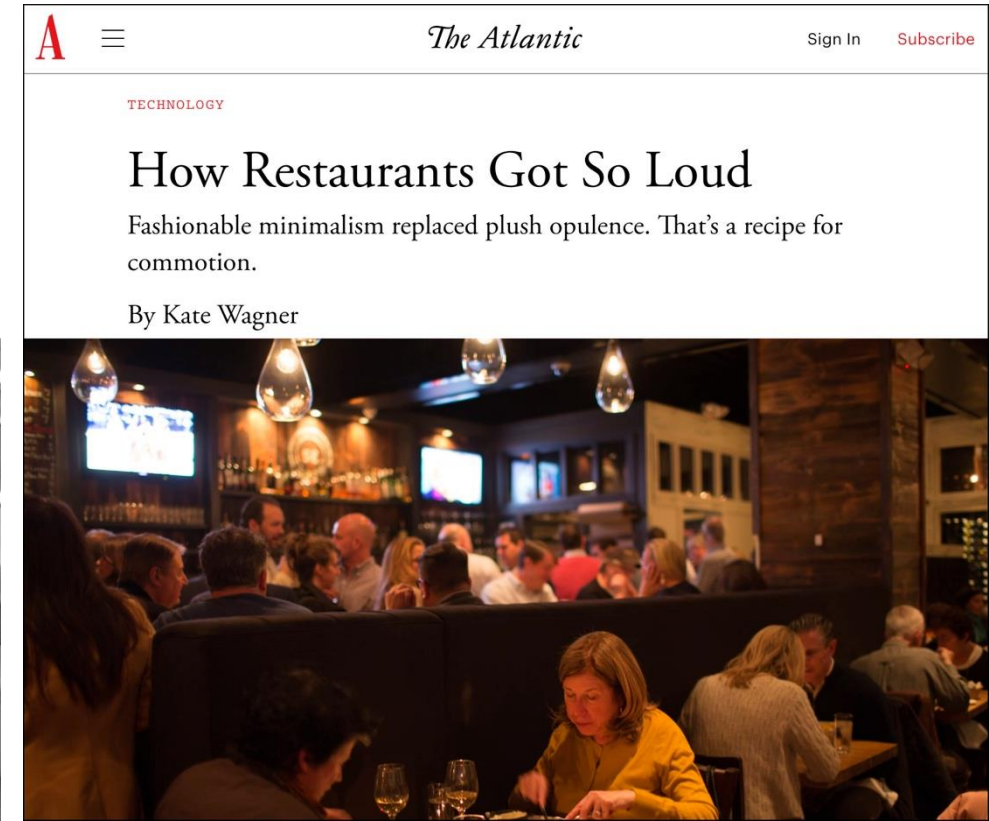 A
The Atlantic
Sign In
Subscribe
TECHNOLOGY
How Restaurants Got So Loud
Fashionable minimalism replaced plush opulence. That's a recipe for
commotion.
By Kate Wagner